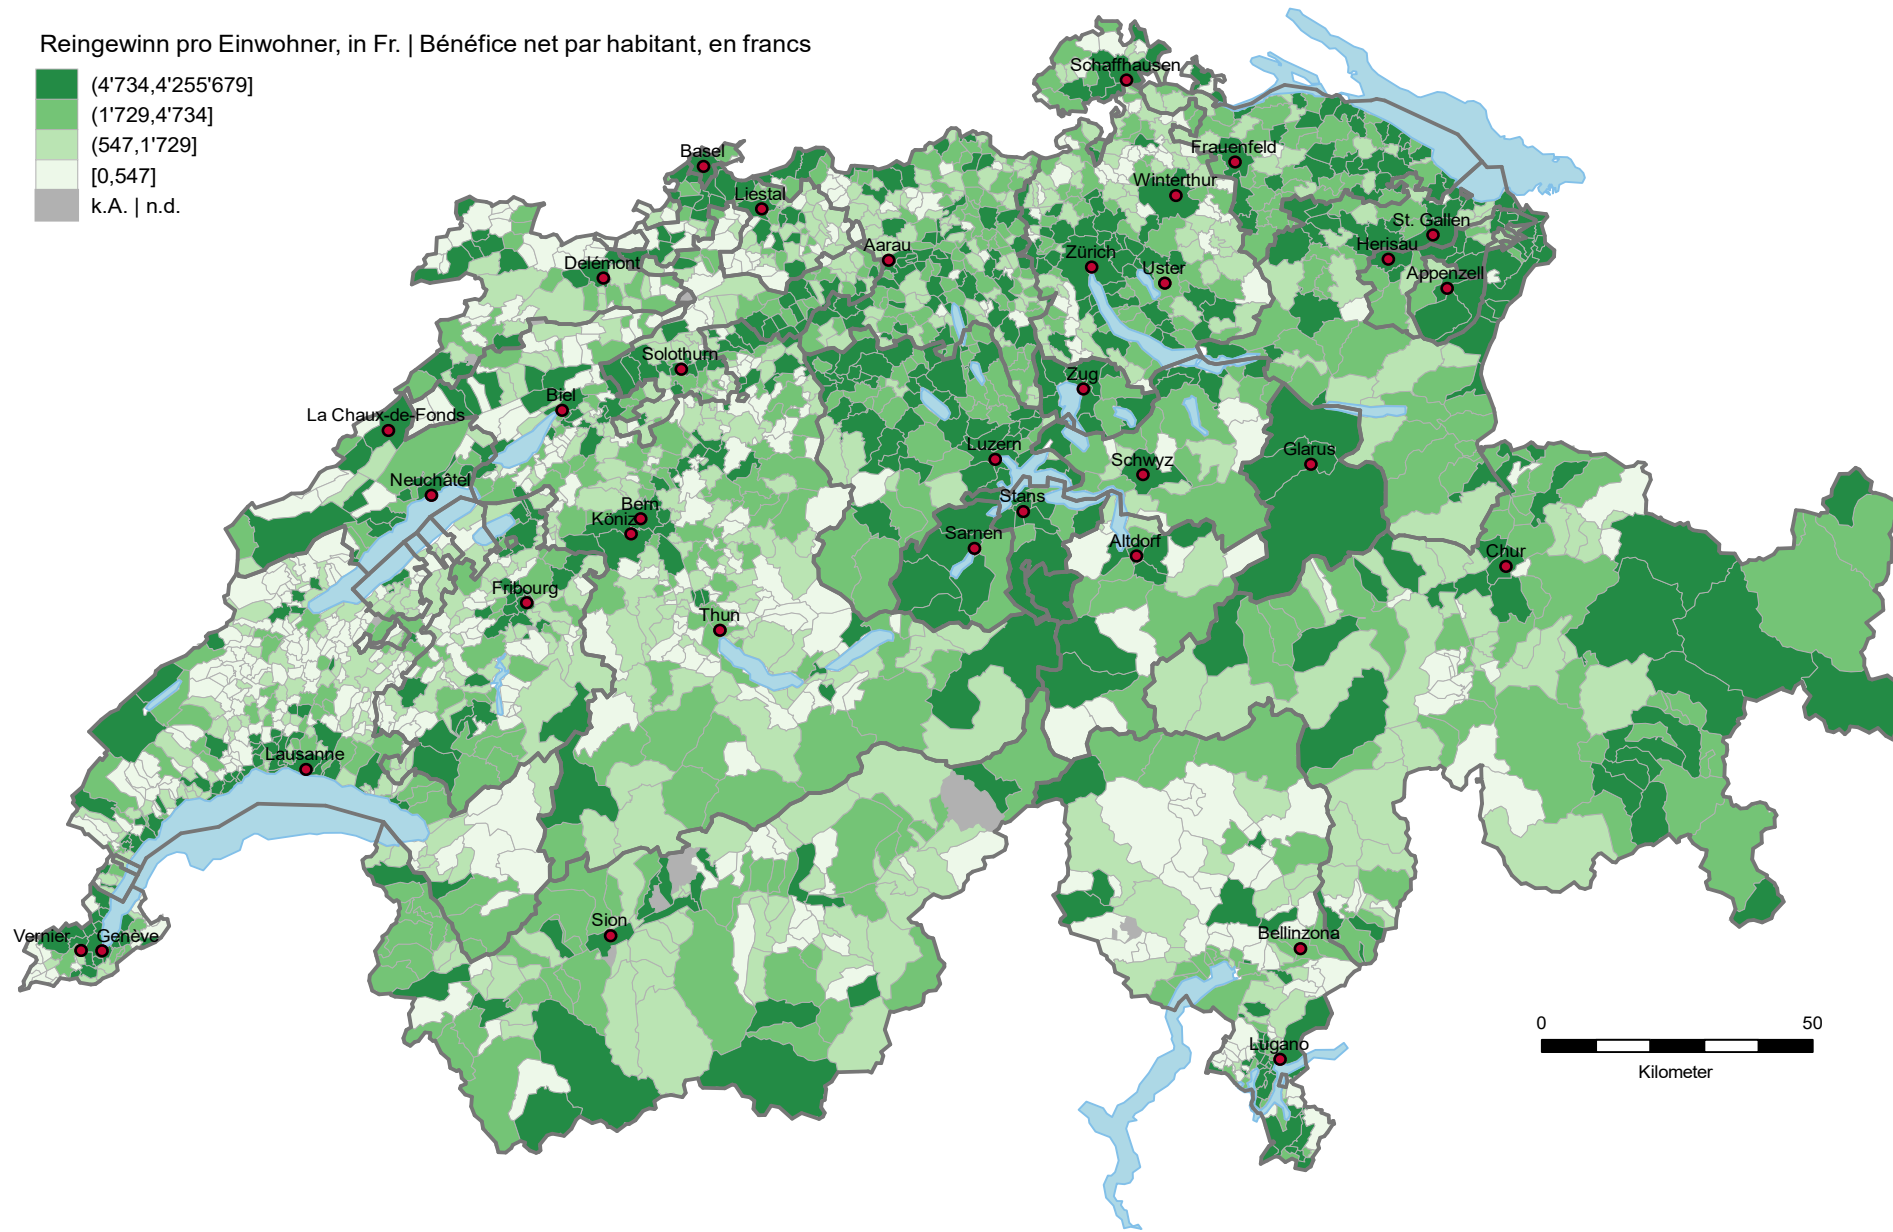 Reingewinn pro Einwohner, in Fr. | Bénéfice net par habitant, en francs
(4'734,4'255'679]
(1'729,4'734]
(547,1'729]
[0,547]
k.A. | n.d.
Schaffhausen
Frauenfeld
Basel
Winterthur
Liestal
St. Gallen
Herisau
Aarau
Zürich
Uster
Delémont
Appenzell
Solothurn
Zug
Biel
La Chaux-de-Fonds
Luzern
Glarus
Schwyz
Neuchâtel
Stans
Bern
Köniz
Sarnen
Altdorf
Chur
Fribourg
Thun
Lausanne
Sion
Vernier
Genève
Bellinzona
Lugano
0 50
Kilometer